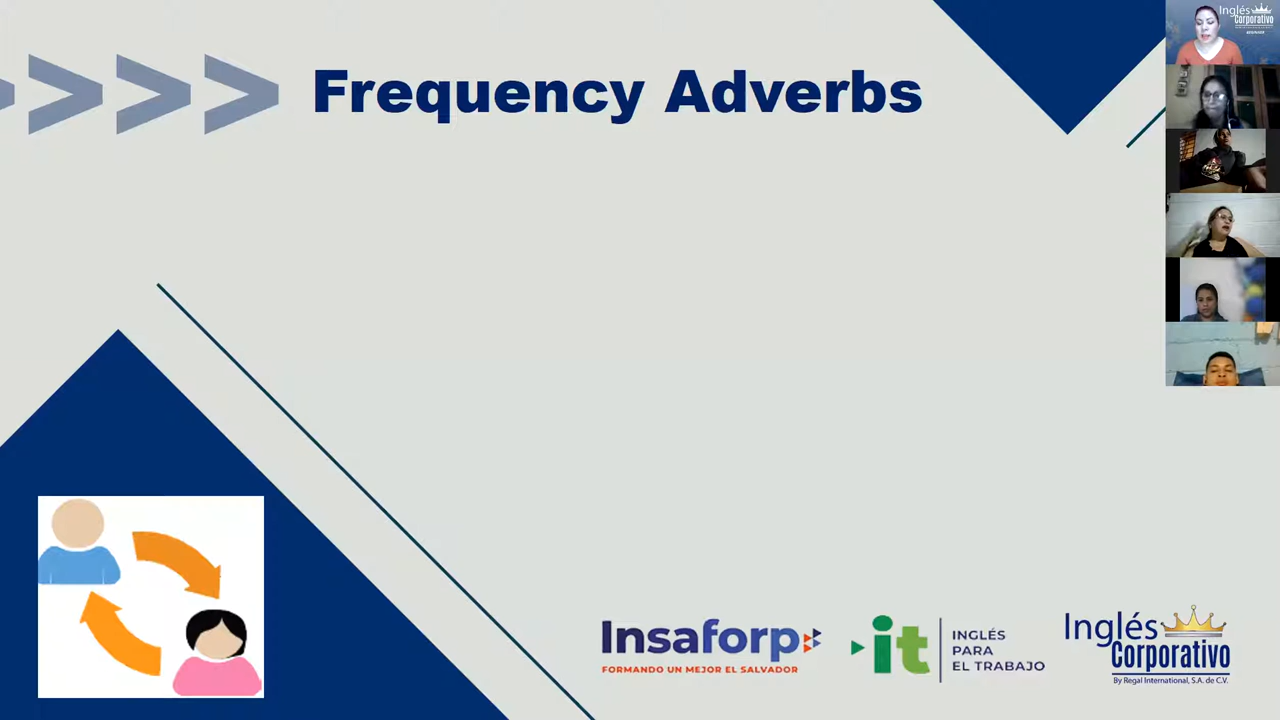 Frequency Adverbs
Inglés
Corporativo
Insaforp
FORMANDO UN MEJOR EL SALVADOR
it
INGLÉS
PARA
EL TRABAJO
Inglés
Corporativo
By Regal International, S.A. de C.V.